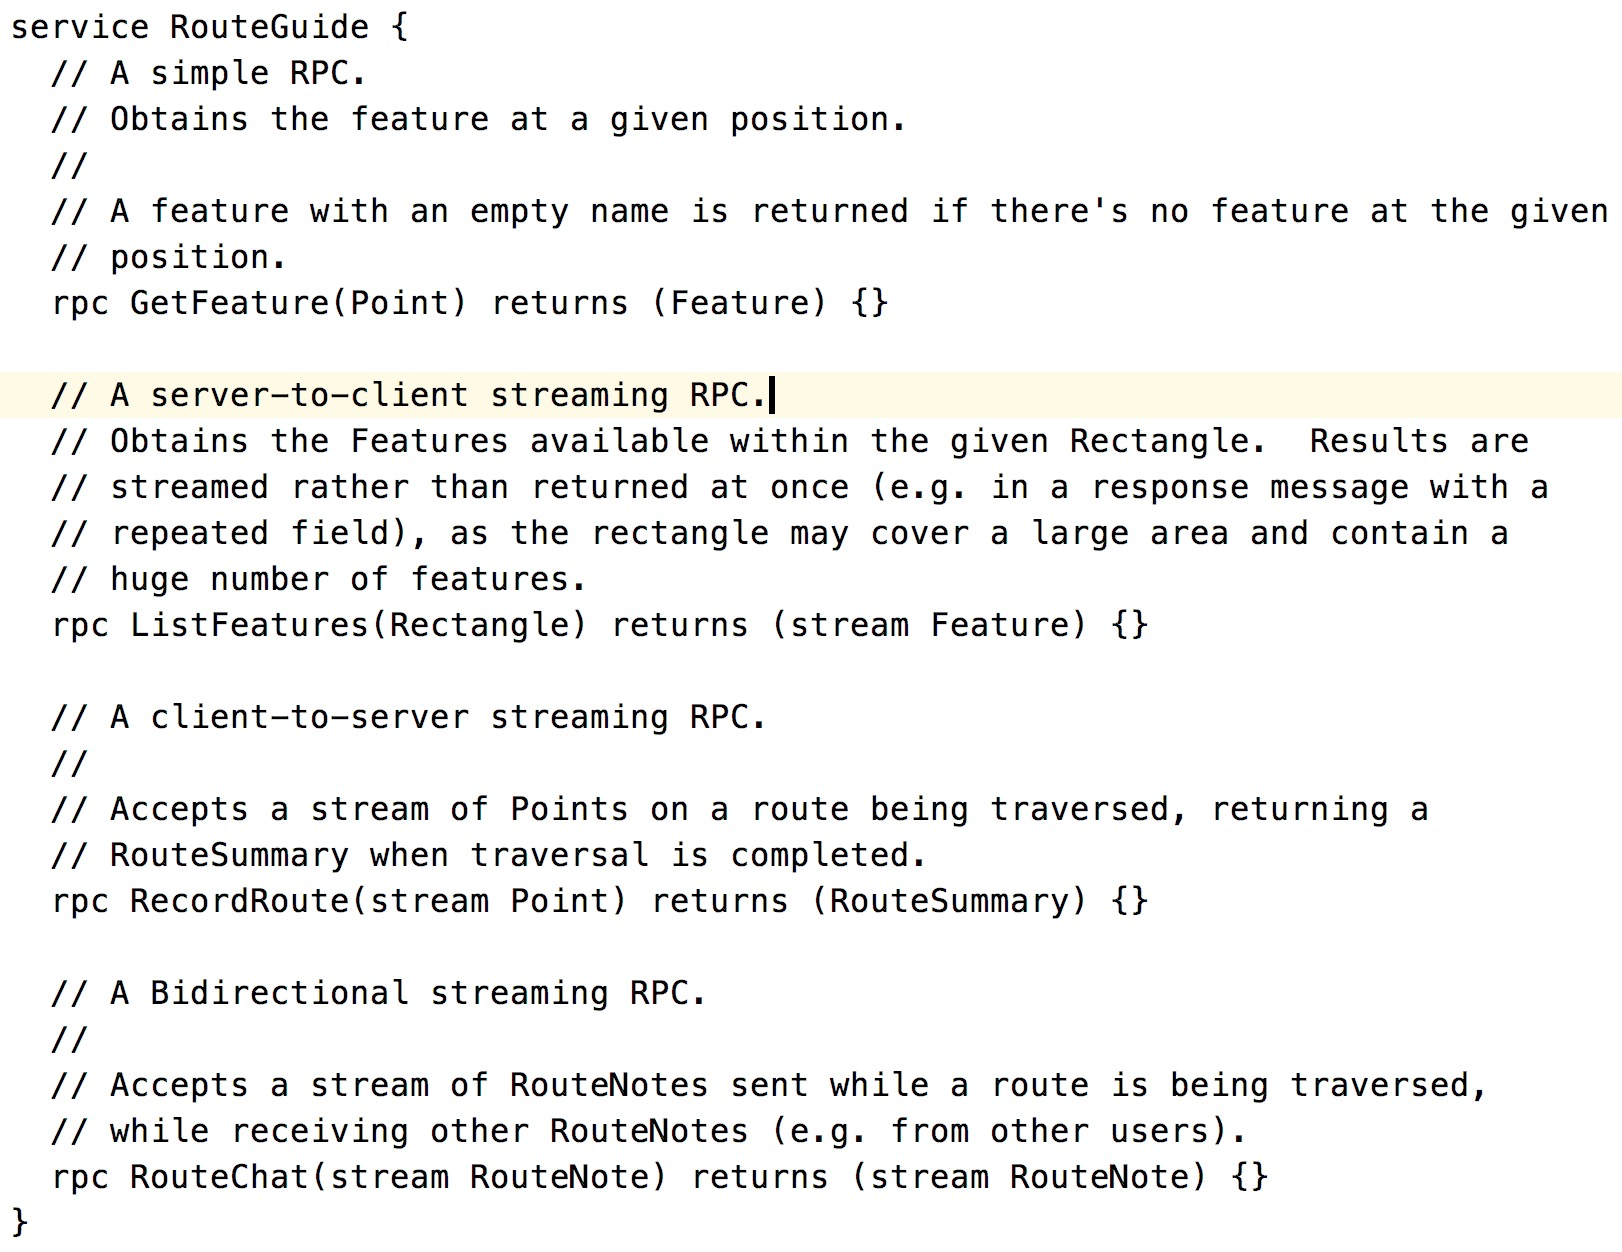 service RouteGuide {
  // A simple RPC.
  // Obtains the feature at a given position.
  //
  // A feature with an empty name is returned if there's no feature at the given
  // position.
  rpc GetFeature(Point) returns (Feature) {}

  // A server-to-client streaming RPC.
  // Obtains the Features available within the given Rectangle.  Results are
  // streamed rather than returned at once (e.g. in a response message with a
  // repeated field), as the rectangle may cover a large area and contain a
  // huge number of features.
  rpc ListFeatures(Rectangle) returns (stream Feature) {}

  // A client-to-server streaming RPC.
  //
  // Accepts a stream of Points on a route being traversed, returning a
  // RouteSummary when traversal is completed.
  rpc RecordRoute(stream Point) returns (RouteSummary) {}

  // A Bidirectional streaming RPC.
  //
  // Accepts a stream of RouteNotes sent while a route is being traversed,
  // while receiving other RouteNotes (e.g. from other users).
  rpc RouteChat(stream RouteNote) returns (stream RouteNote) {}
}